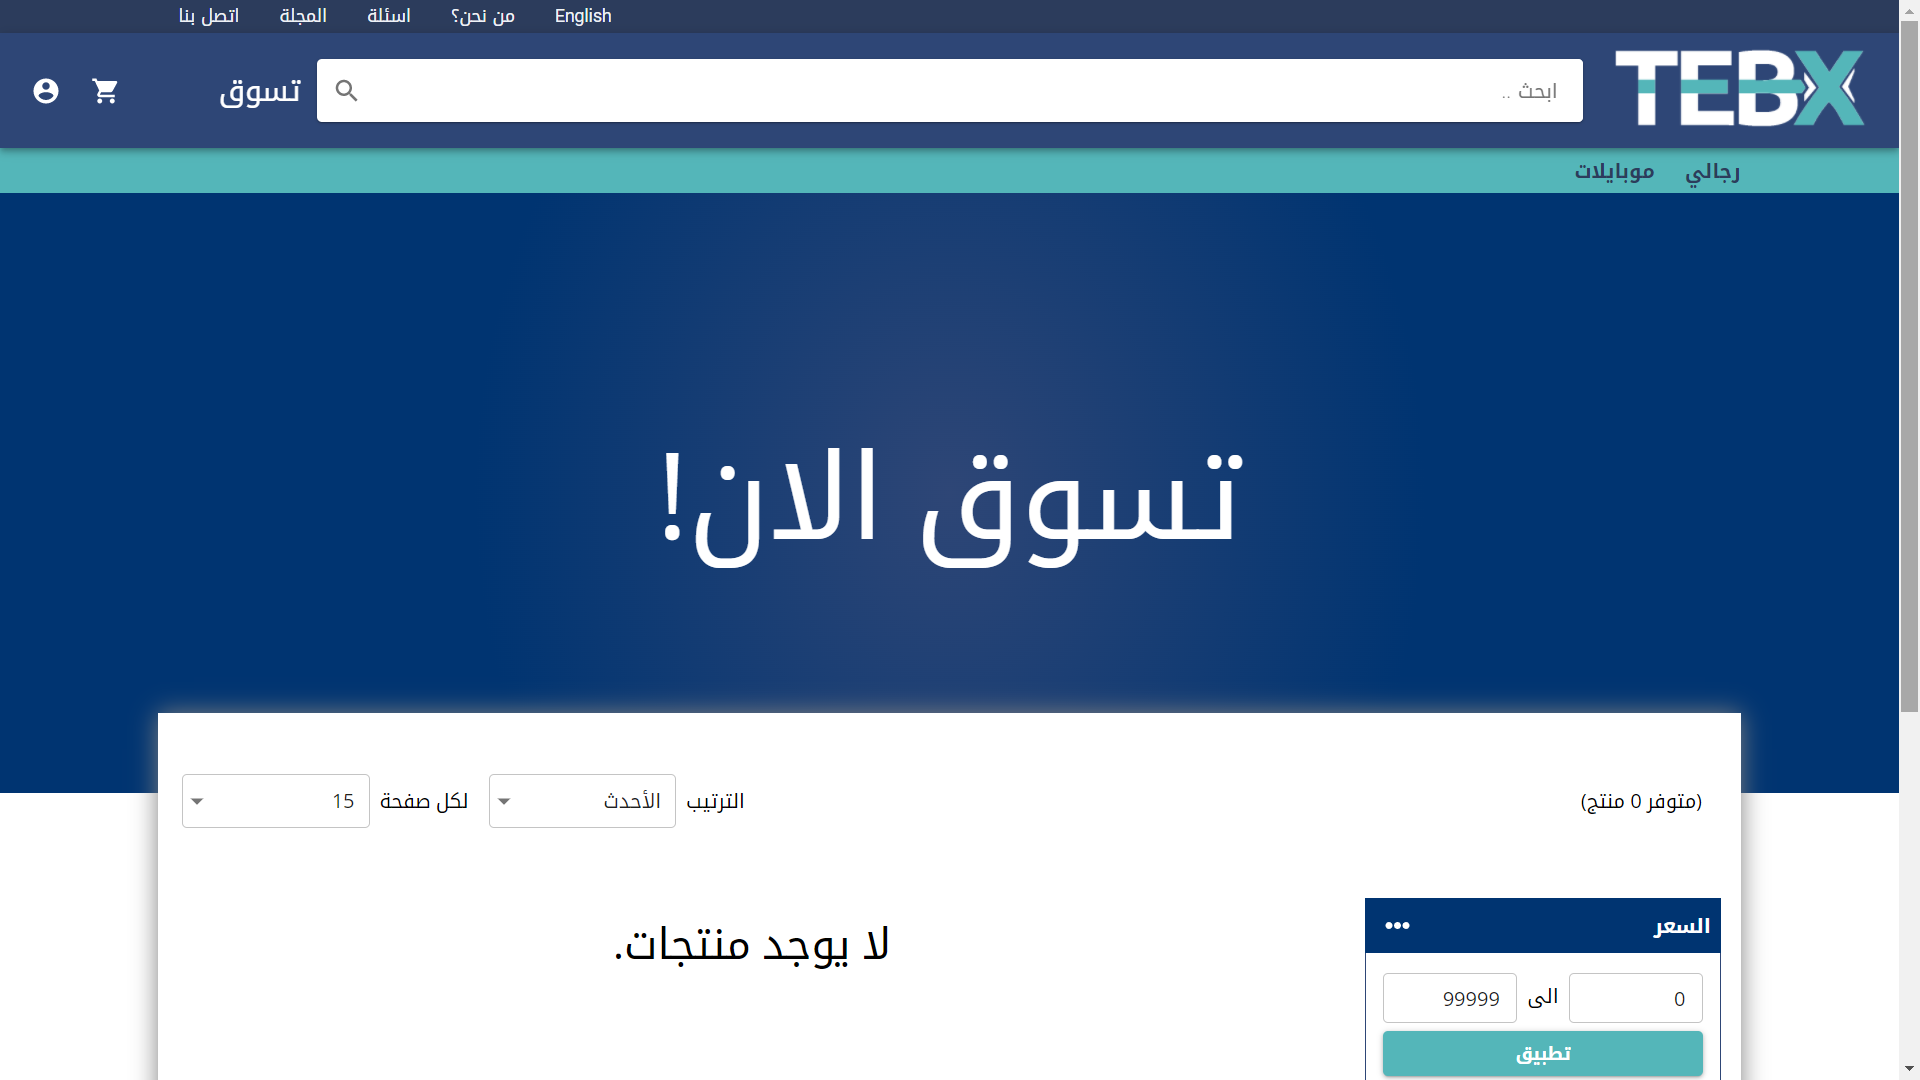 English من نحن؟ اسئلة المجلة اتصل بنا
TEBX ابحث .. تسوق
رجالي موبايلات
تسوق الان!
(متوفر 0 منتج) الترتيب الأحدث لكل صفحة 15
السعر
لا يوجد منتجات.
0 الى 99999
تطبيق